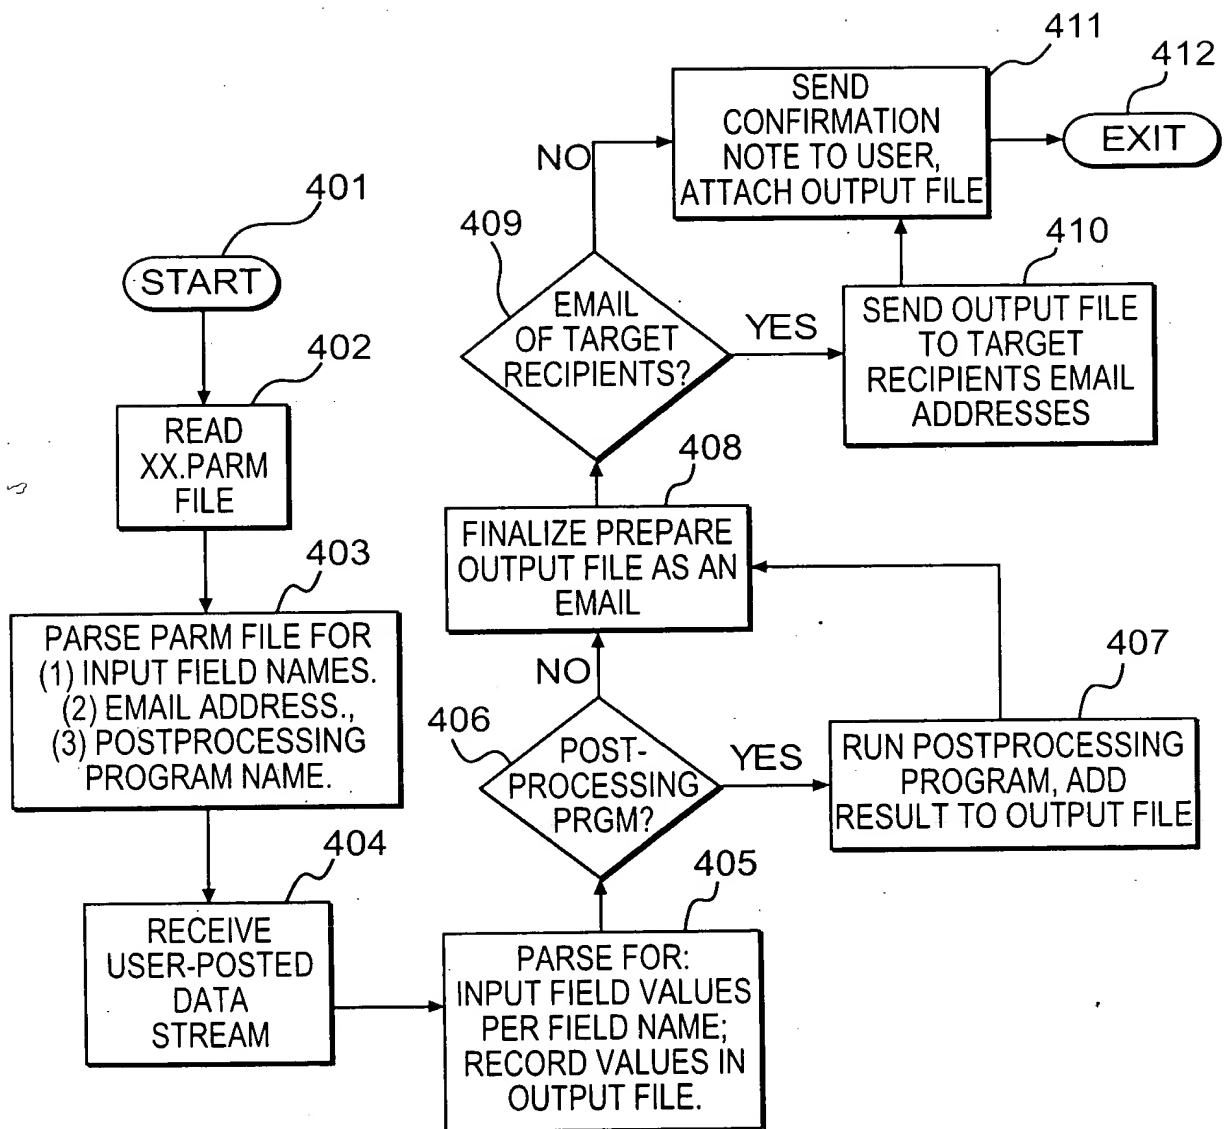 401
START
402
READ
XX.PARM
FILE
403
PARSE PARM FILE FOR
(1) INPUT FIELD NAMES.
(2) EMAIL ADDRESS.,
(3) POSTPROCESSING
PROGRAM NAME.
404
RECEIVE
USER-POSTED
DATA
STREAM
405
PARSE FOR:
INPUT FIELD VALUES
PER FIELD NAME;
RECORD VALUES IN
OUTPUT FILE.
406
POST-
PROCESSING
PRGM?
YES
NO
407
RUN POSTPROCESSING
PROGRAM, ADD
RESULT TO OUTPUT FILE
408
FINALIZE PREPARE
OUTPUT FILE AS AN
EMAIL
409
EMAIL
OF TARGET
RECIPIENTS?
YES
NO
410
SEND OUTPUT FILE
TO TARGET
RECIPIENTS EMAIL
ADDRESSES
411
SEND
CONFIRMATION
NOTE TO USER,
ATTACH OUTPUT FILE
412
EXIT